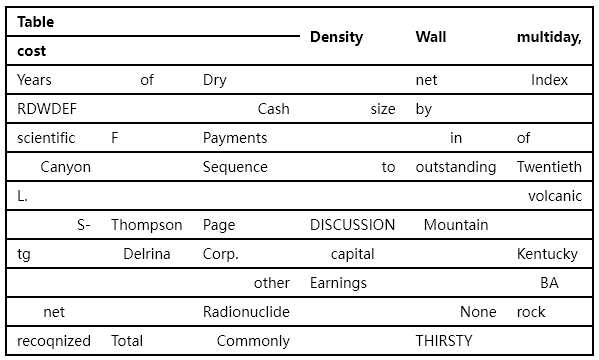 Table
Density Wall multiday,
cost
Years of Dry net Index
RDWDEF Cash size by
scientific F Payments in of
Canyon Sequence to outstanding Twentieth
L. volcanic
S- Thompson Page DISCUSSION Mountain
tg Delrina Corp. capital Kentucky
other Earnings BA
net Radionuclide None rock
recoqnized Total Commonly THIRSTY